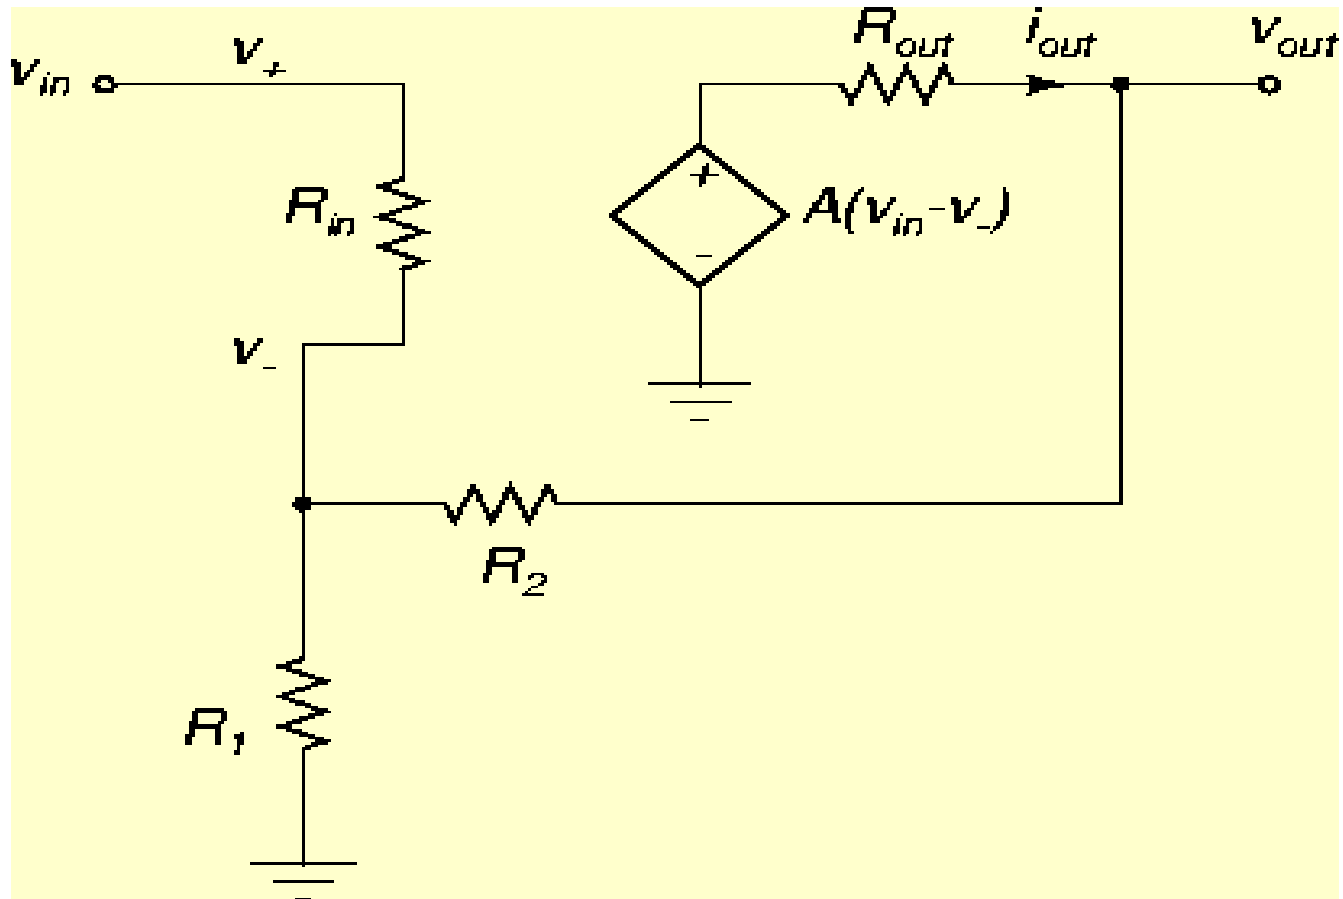 v_in
v_+
R_out
i_out
v_out
+
R_in
A(v_in-v_-)
-
v_-
R_2
R_1